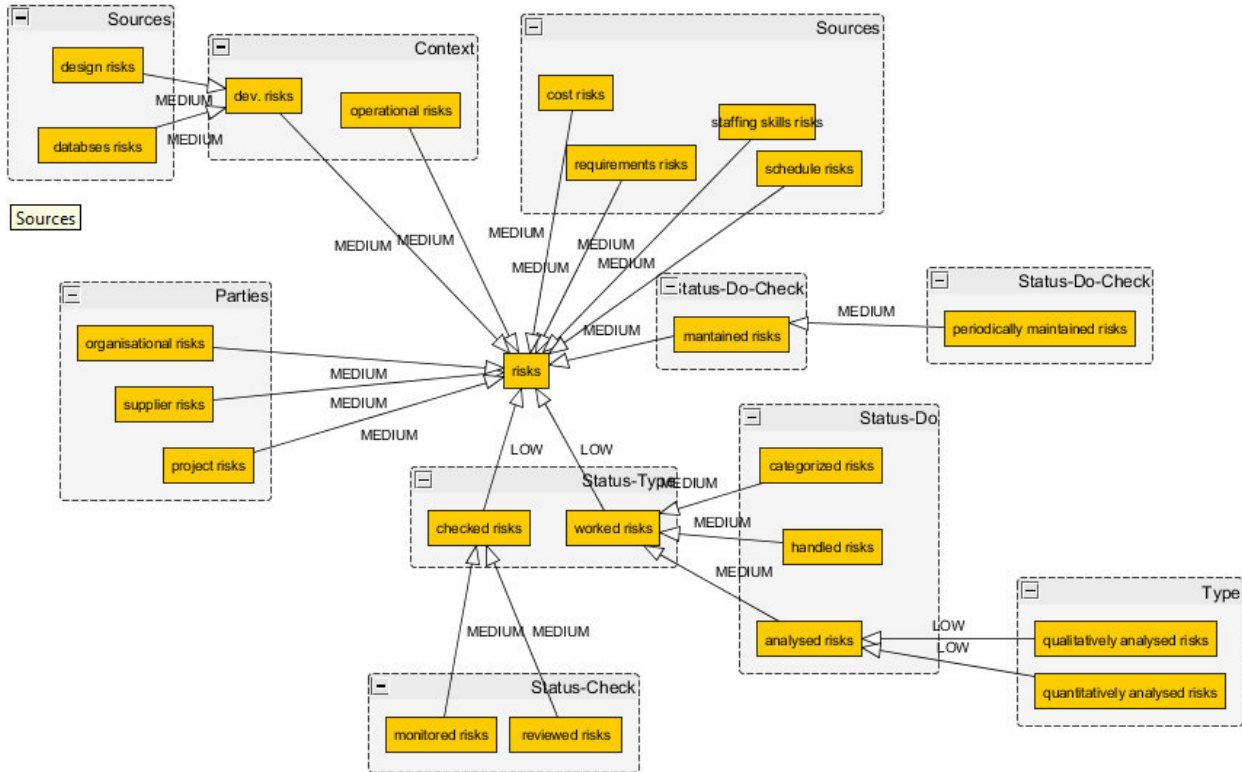 Sources
design risks
databses risks
MEDIUM
MEDIUM
Context
dev. risks
operational risks
Sources
cost risks
staffing skills risks
requirements risks
schedule risks
Sources
MEDIUM
MEDIUM
MEDIUM
MEDIUM
MEDIUM
MEDIUM
Parties
organisational risks
supplier risks
project risks
MEDIUM
MEDIUM
MEDIUM
risks
MEDIUM
Status-Do-Check
mantained risks
MEDIUM
Status-Do-Check
periodically maintained risks
LOW
LOW
Status-Type
checked risks
worked risks
MEDIUM
MEDIUM
MEDIUM
Status-Do
categorized risks
handled risks
analysed risks
LOW
LOW
Type
qualitatively analysed risks
quantitatively analysed risks
MEDIUM
MEDIUM
Status-Check
monitored risks
reviewed risks